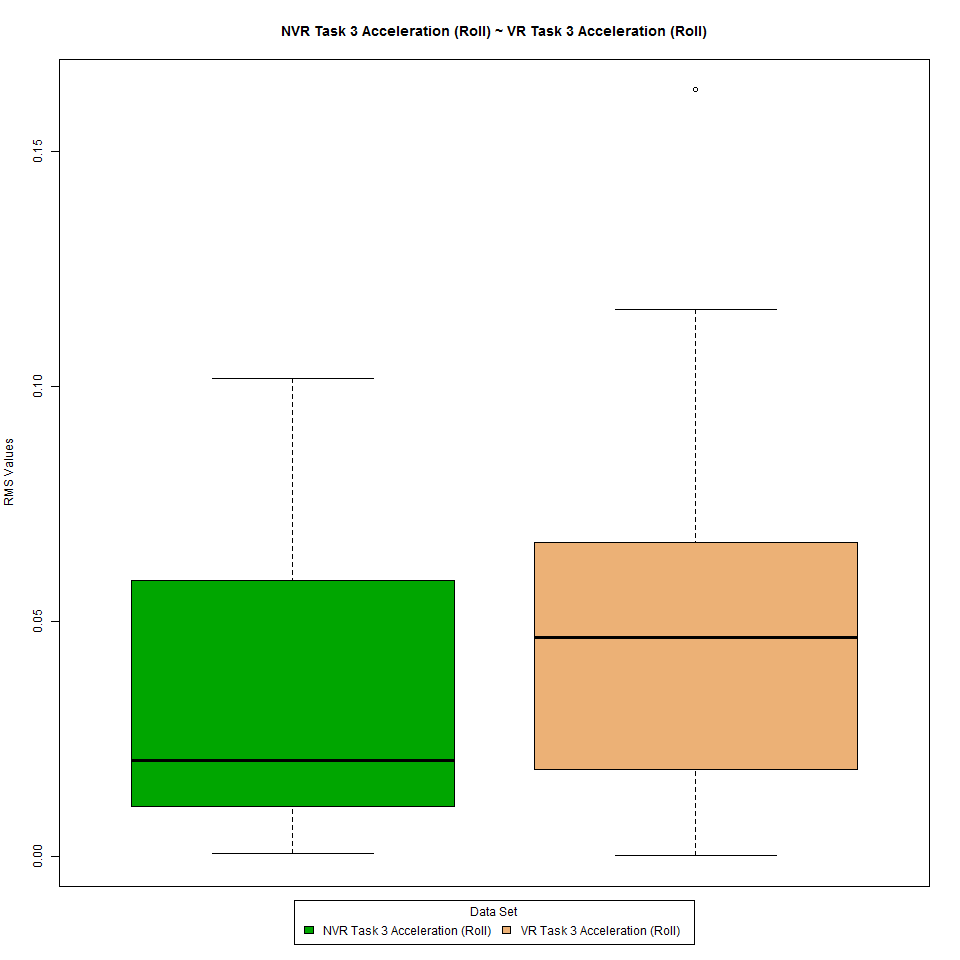 NVR Task 3 Acceleration (Roll) ~ VR Task 3 Acceleration (Roll)
RMS Values
0.15
0.10
0.05
0.00
Data Set
NVR Task 3 Acceleration (Roll) VR Task 3 Acceleration (Roll)